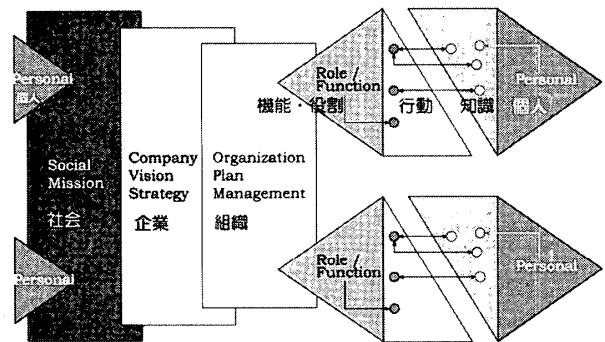 Personal
個人
Social
Mission
社会
Personal
Company
Vision
Strategy
企業
Organization
Plan
Management
組織
Role /
Function
機能・役割
行動
知識
Personal
個人
Role /
Function
Personal